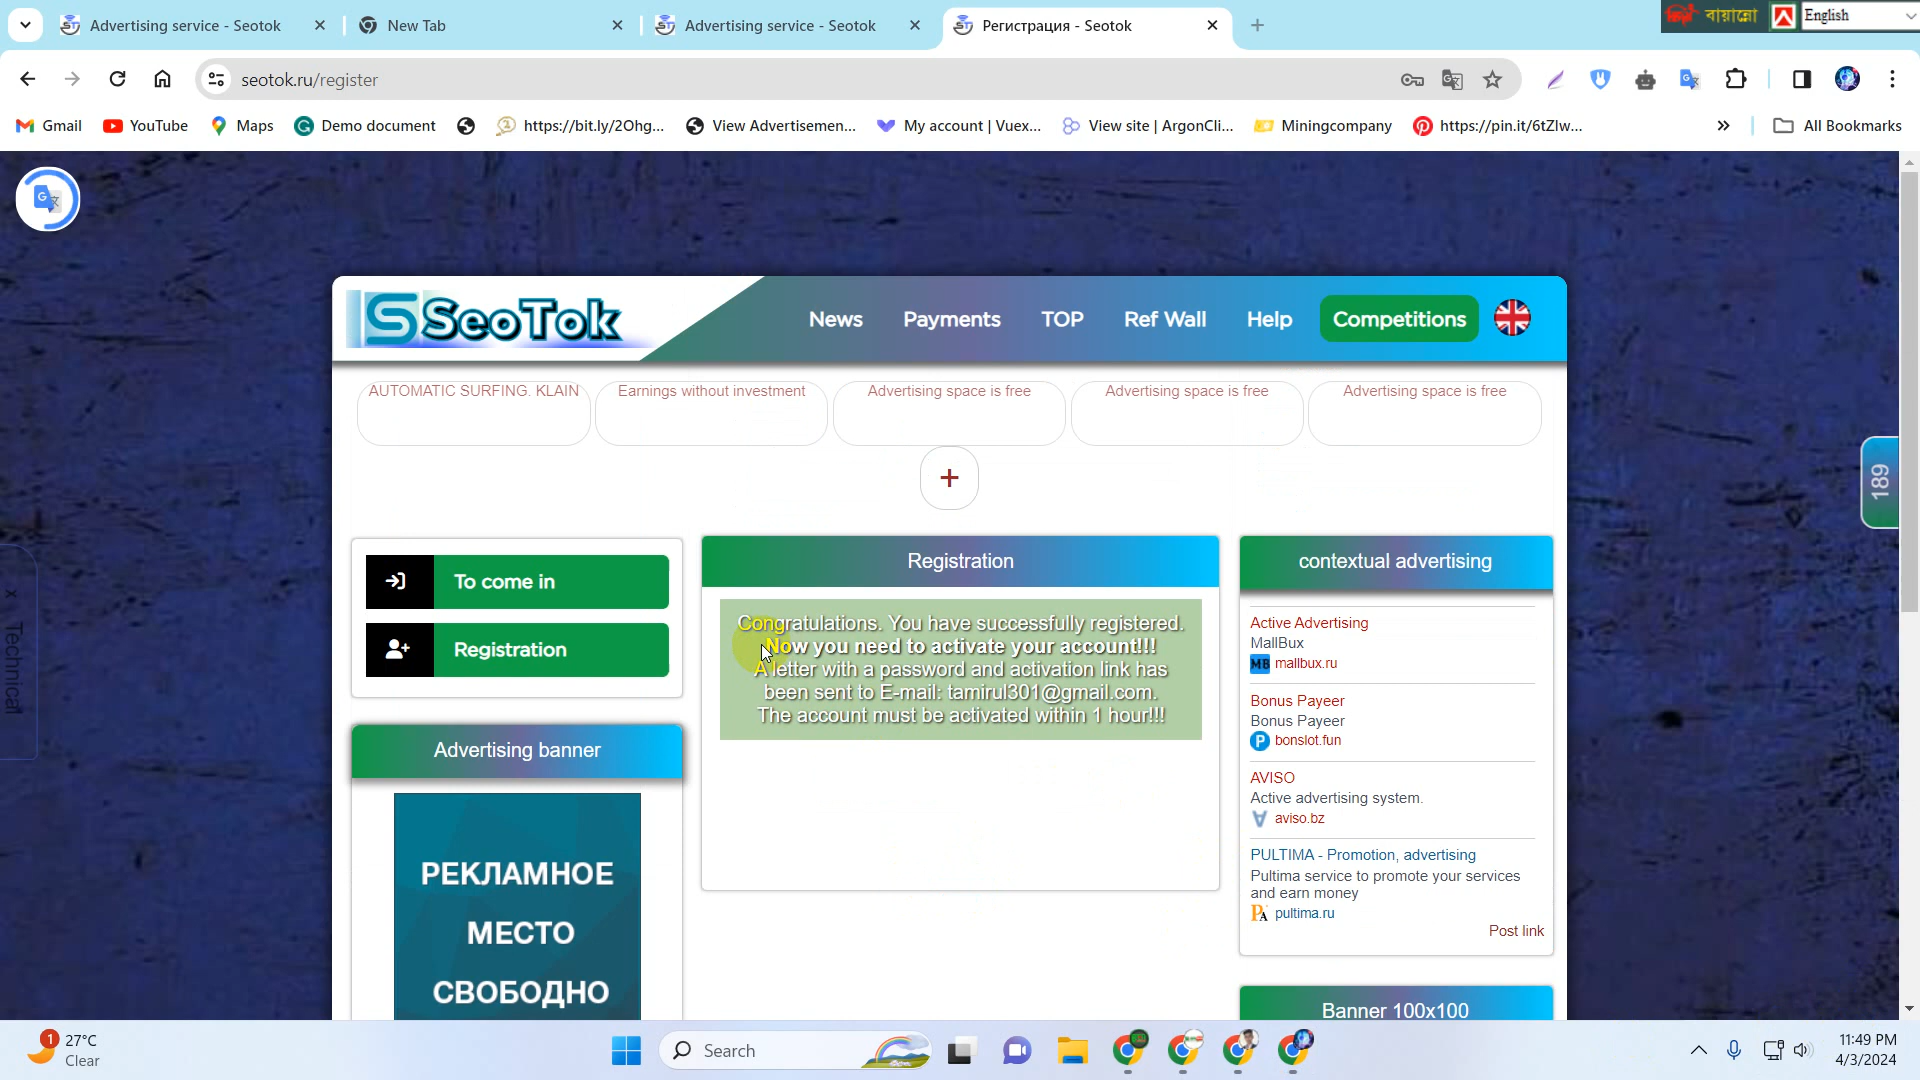 Advertising service - Seotok
New Tab
Advertising service - Seotok
Регистрация - Seotok
বায়ান্নো
English
seotok.ru/register
Gmail
YouTube
Maps
Demo document
https://bit.ly/2Ohg...
View Advertisemen...
My account | Vuex...
View site | ArgonCli...
Miningcompany
https://pin.it/6tZlw...
All Bookmarks
SeoTok
News
Payments
TOP
Ref Wall
Help
Competitions
AUTOMATIC SURFING. KLAIN
Earnings without investment
Advertising space is free
Advertising space is free
Advertising space is free
+
189
x Technical
To come in
Registration
Advertising banner
РЕКЛАМНОЕ
МЕСТО
СВОБОДНО
Registration
Congratulations. You have successfully registered.
Now you need to activate your account!!!
A letter with a password and activation link has
been sent to E-mail: tamirul301@gmail.com.
The account must be activated within 1 hour!!!
contextual advertising
Active Advertising
MallBux
MB mallbux.ru
Bonus Payeer
Bonus Payeer
bonslot.fun
AVISO
Active advertising system.
aviso.bz
PULTIMA - Promotion, advertising
Pultima service to promote your services
and earn money
pultima.ru
Post link
Banner 100x100
1
27°C
Clear
Search
11:49 PM
4/3/2024